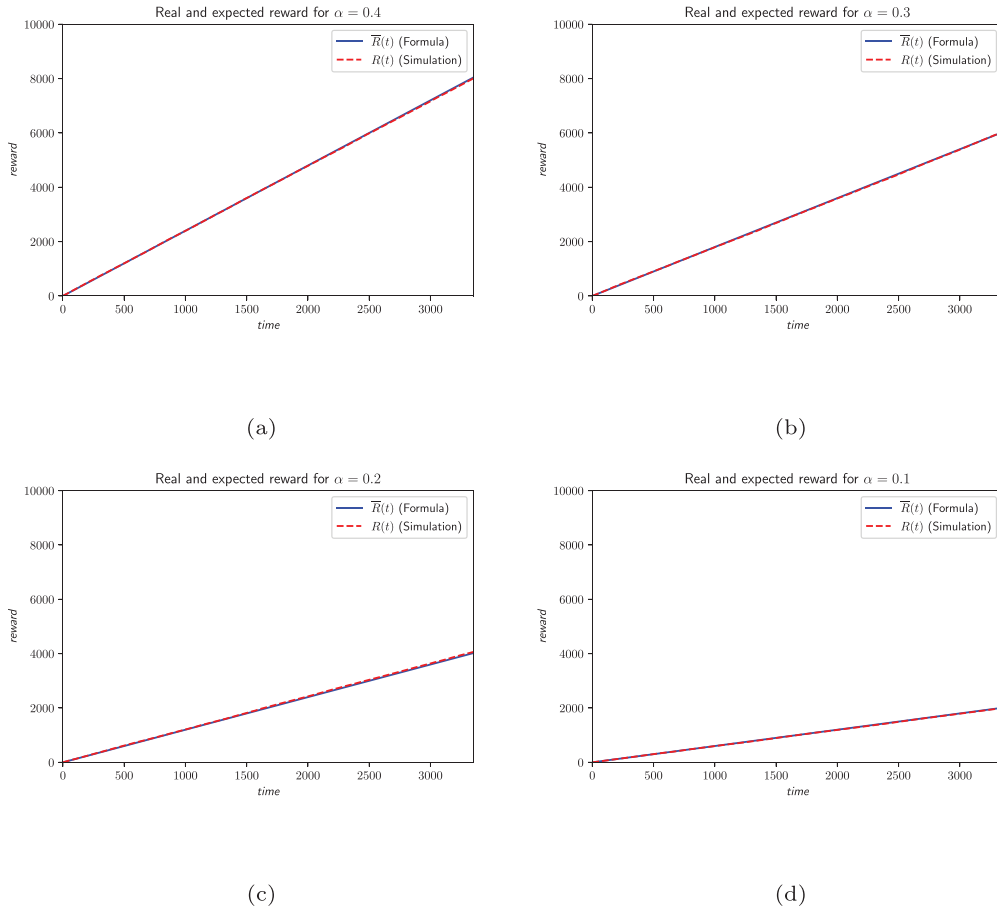 Real and expected reward for α = 0.4
10000
8000
6000
4000
2000
0
reward
R̅(t) (Formula)
R(t) (Simulation)
0 500 1000 1500 2000 2500 3000
time
(a)
Real and expected reward for α = 0.3
10000
8000
6000
4000
2000
0
reward
R̅(t) (Formula)
R(t) (Simulation)
0 500 1000 1500 2000 2500 3000
time
(b)
Real and expected reward for α = 0.2
10000
8000
6000
4000
2000
0
reward
R̅(t) (Formula)
R(t) (Simulation)
0 500 1000 1500 2000 2500 3000
time
(c)
Real and expected reward for α = 0.1
10000
8000
6000
4000
2000
0
reward
R̅(t) (Formula)
R(t) (Simulation)
0 500 1000 1500 2000 2500 3000
time
(d)